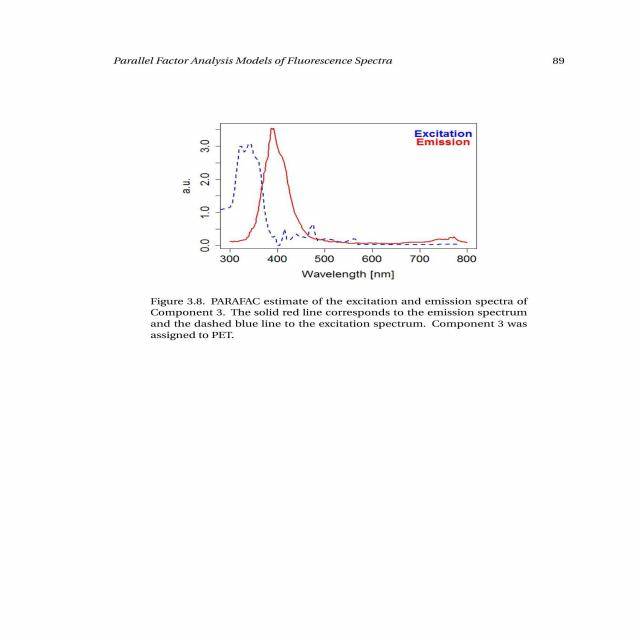 Parallel Factor Analysis Models of Fluorescence Spectra 89
Excitation
Emission
3.0
2.0
1.0
0.0
a.u.
300 400 500 600 700 800
Wavelength [nm]
Figure 3.8. PARAFAC estimate of the excitation and emission spectra of
Component 3. The solid red line corresponds to the emission spectrum
and the dashed blue line to the excitation spectrum. Component 3 was
assigned to PET.